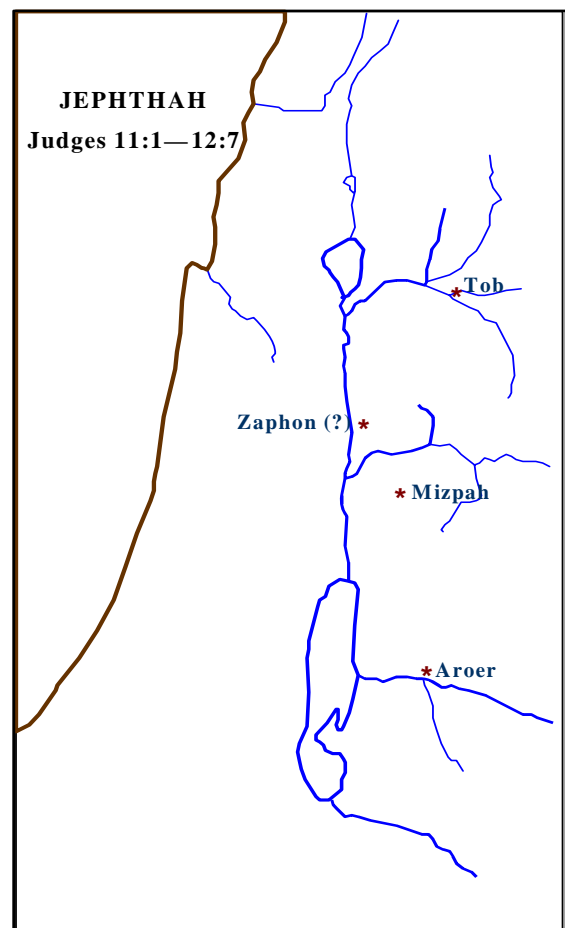 JEPHTHAH
Judges 11:1—12:7
*Tob
Zaphon (?) *
* Mizpah
*Aroer